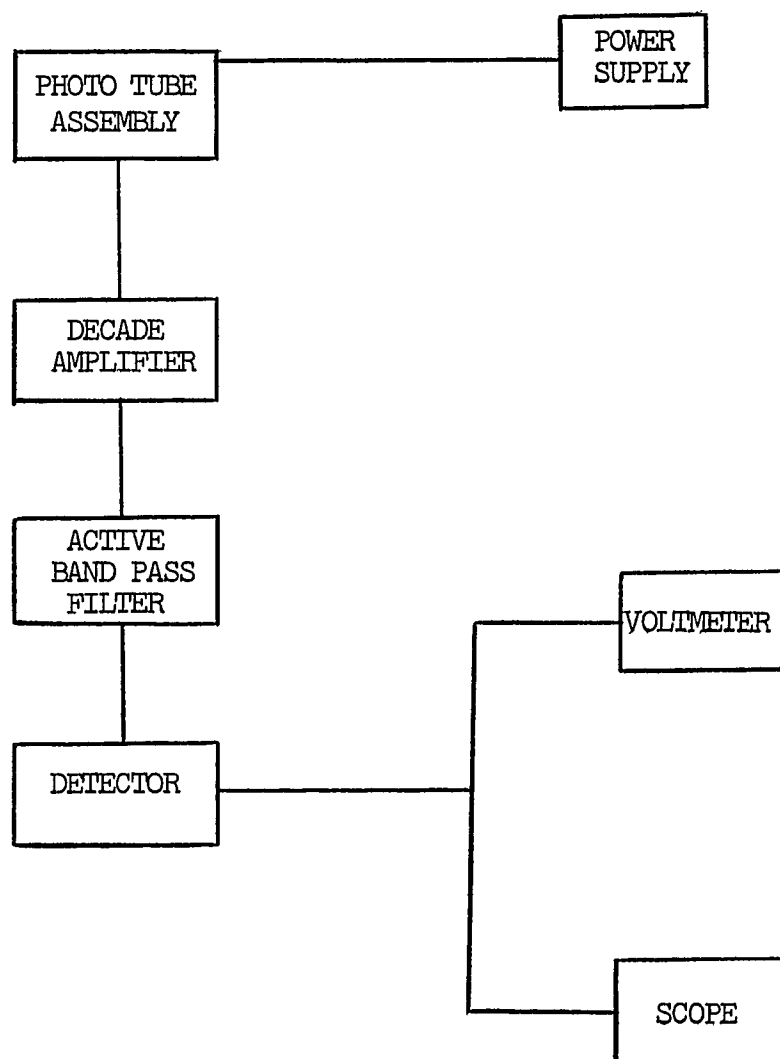 POWER
SUPPLY
PHOTO TUBE
ASSEMBLY
DECADE
AMPLIFIER
ACTIVE
BAND PASS
FILTER
VOLTMETER
DETECTOR
SCOPE